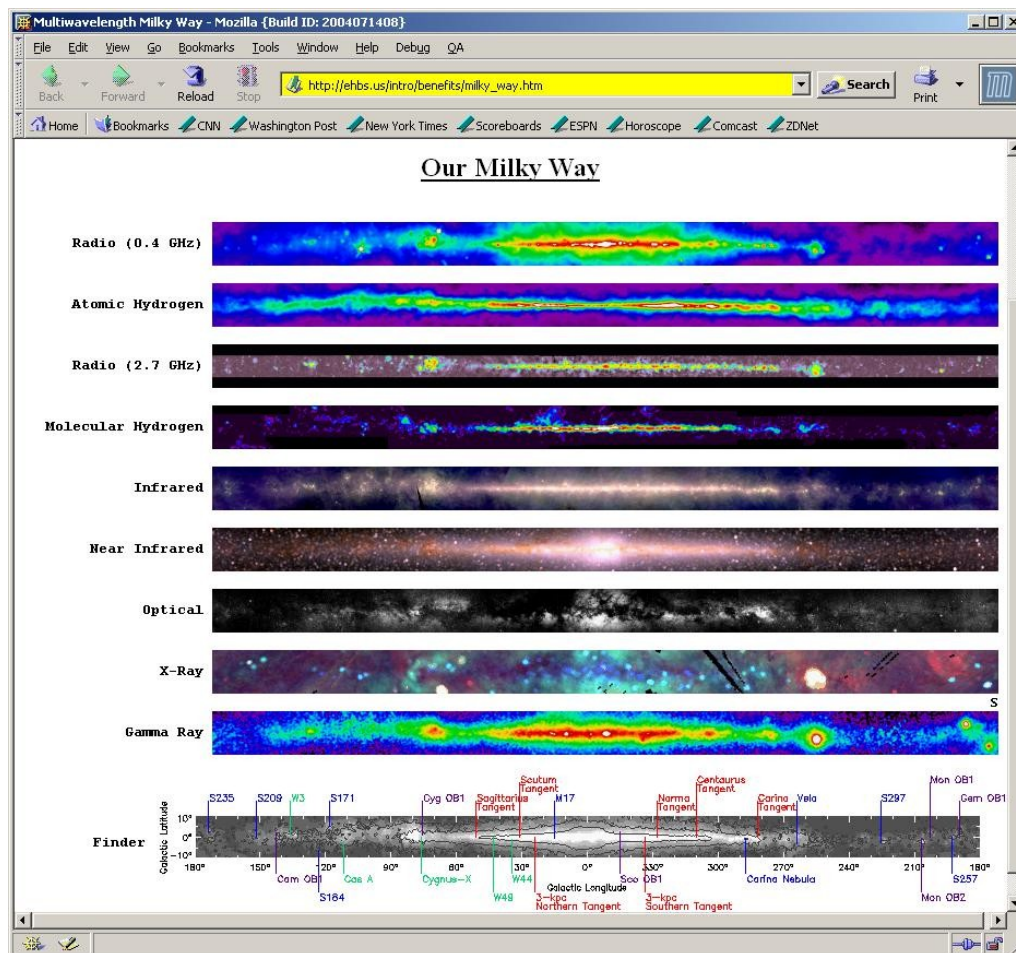 Multiwavelength Milky Way - Mozilla {Build ID: 2004071408}
File Edit View Go Bookmarks Tools Window Help Debug QA
Back Forward Reload Stop http://ehbs.us/intro/benefits/milky_way.htm Search Print
Home Bookmarks CNN Washington Post New York Times Scoreboards ESPN Horoscope Comcast ZDNet
Our Milky Way
Radio (0.4 GHz)
Atomic Hydrogen
Radio (2.7 GHz)
Molecular Hydrogen
Infrared
Near Infrared
Optical
X-Ray
S
Gamma Ray
Scutum Tangent
Centaurus Tangent
Mon OB1
S235 S209 W3 S171 Cyg OB1 Sagittarius Tangent M17 Norma Tangent Carina Tangent Vela S297 Gem OB1
Finder
Galactic Latitude
10°
0°
-10°
180° 150° 120° 90° 60° 30° 0° 330° 300° 270° 240° 210° 180°
Cam OB1 Cas A Cygnus-X W44 Sco OB1 Carina Nebula S257
Galactic Longitude
S184 W49 3-kpc Northern Tangent 3-kpc Southern Tangent Mon OB2